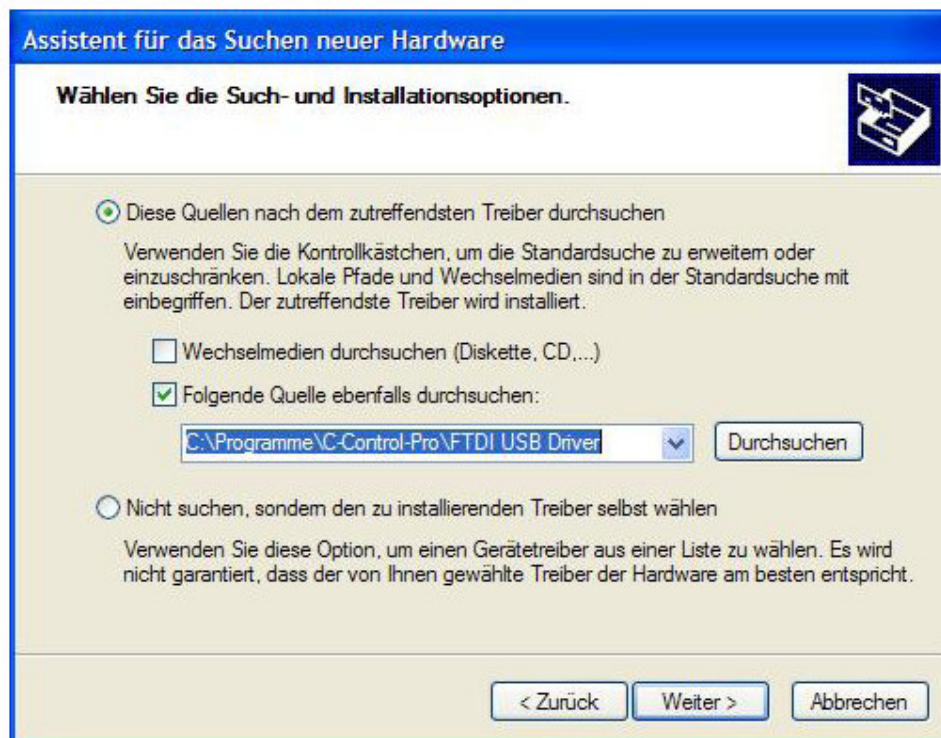 Assistent für das Suchen neuer Hardware
Wählen Sie die Such- und Installationsoptionen.
Diese Quellen nach dem zutreffendsten Treiber durchsuchen
Verwenden Sie die Kontrollkästchen, um die Standardsuche zu erweitern oder
einzuschränken. Lokale Pfade und Wechselmedien sind in der Standardsuche mit
einbegriffen. Der zutreffendste Treiber wird installiert.
Wechselmedien durchsuchen (Diskette, CD,...)
Folgende Quelle ebenfalls durchsuchen:
C:\Programme\C-Control-Pro\FTDI USB Driver
Durchsuchen
Nicht suchen, sondern den zu installierenden Treiber selbst wählen
Verwenden Sie diese Option, um einen Gerätetreiber aus einer Liste zu wählen. Es wird
nicht garantiert, dass der von Ihnen gewählte Treiber der Hardware am besten entspricht.
< Zurück Weiter > Abbrechen